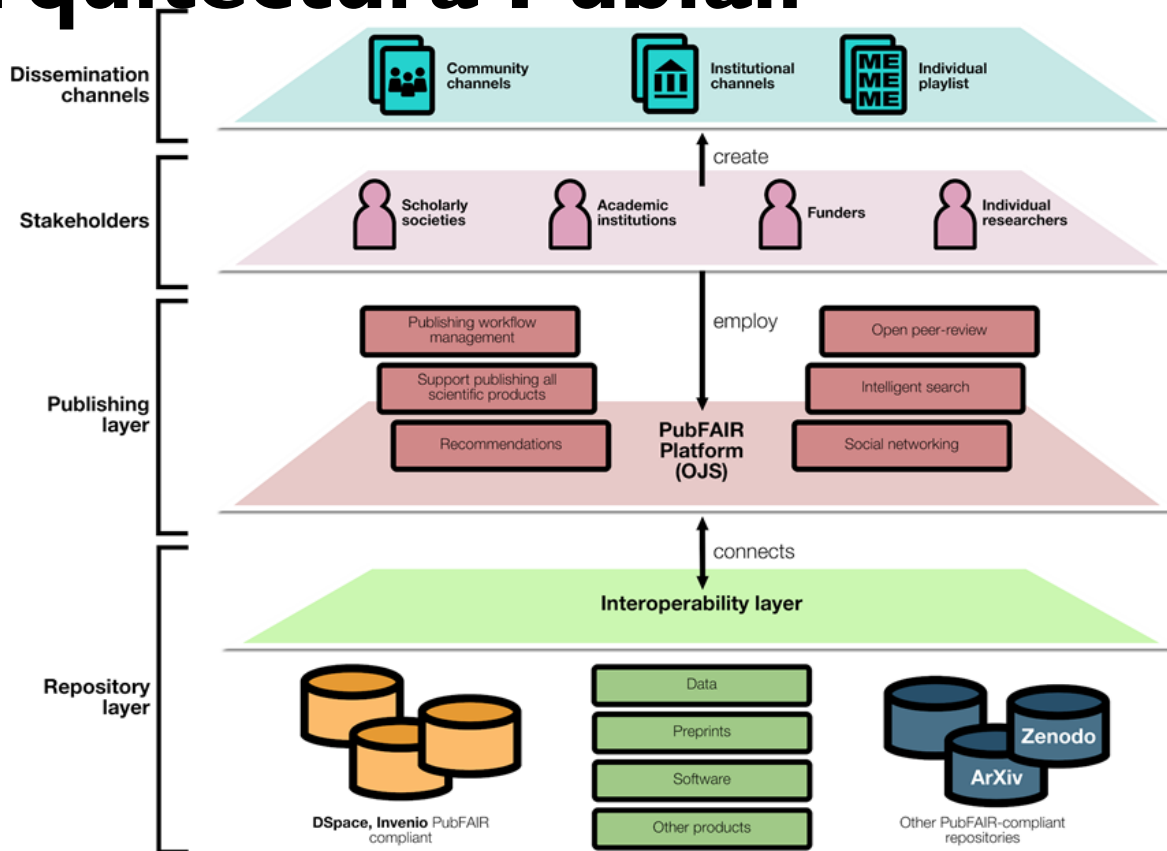 Arquitectura Pubfair
Dissemination
channels
Community
channels
Institutional
channels
ME
ME
ME
Individual
playlist
create
Stakeholders
Scholarly
societies
Academic
institutions
Funders
Individual
researchers
employ
Publishing
layer
Publishing workflow
management
Support publishing all
scientific products
Recommendations
Open peer-review
Intelligent search
Social networking
PubFAIR
Platform
(OJS)
connects
Interoperability layer
Repository
layer
DSpace, Invenio PubFAIR
compliant
Data
Preprints
Software
Other products
Zenodo
ArXiv
Other PubFAIR-compliant
repositories